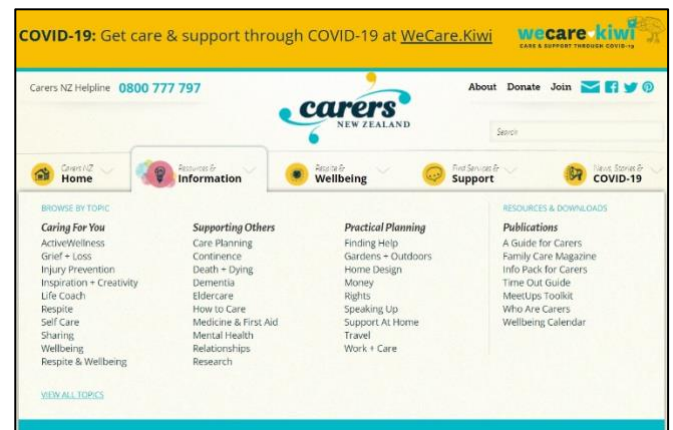 COVID-19: Get care & support through COVID-19 at WeCare.Kiwi
wecare kiwi
CARE & SUPPORT THROUGH COVID-19
Carers NZ Helpline 0800 777 797
carers
NEW ZEALAND
About Donate Join
Search
Carers NZ
Home
Resources &
Information
Respite &
Wellbeing
Find Services &
Support
News, Stories &
COVID-19
BROWSE BY TOPIC
Caring For You
ActiveWellness
Grief + Loss
Injury Prevention
Inspiration + Creativity
Life Coach
Respite
Self Care
Sharing
Wellbeing
Respite & Wellbeing
VIEW ALL TOPICS
Supporting Others
Care Planning
Continence
Death + Dying
Dementia
Eldercare
How to Care
Medicine & First Aid
Mental Health
Relationships
Research
Practical Planning
Finding Help
Gardens + Outdoors
Home Design
Money
Rights
Speaking Up
Support At Home
Travel
Work + Care
RESOURCES & DOWNLOADS
Publications
A Guide for Carers
Family Care Magazine
Info Pack for Carers
Time Out Guide
MeetUps Toolkit
Who Are Carers
Wellbeing Calendar